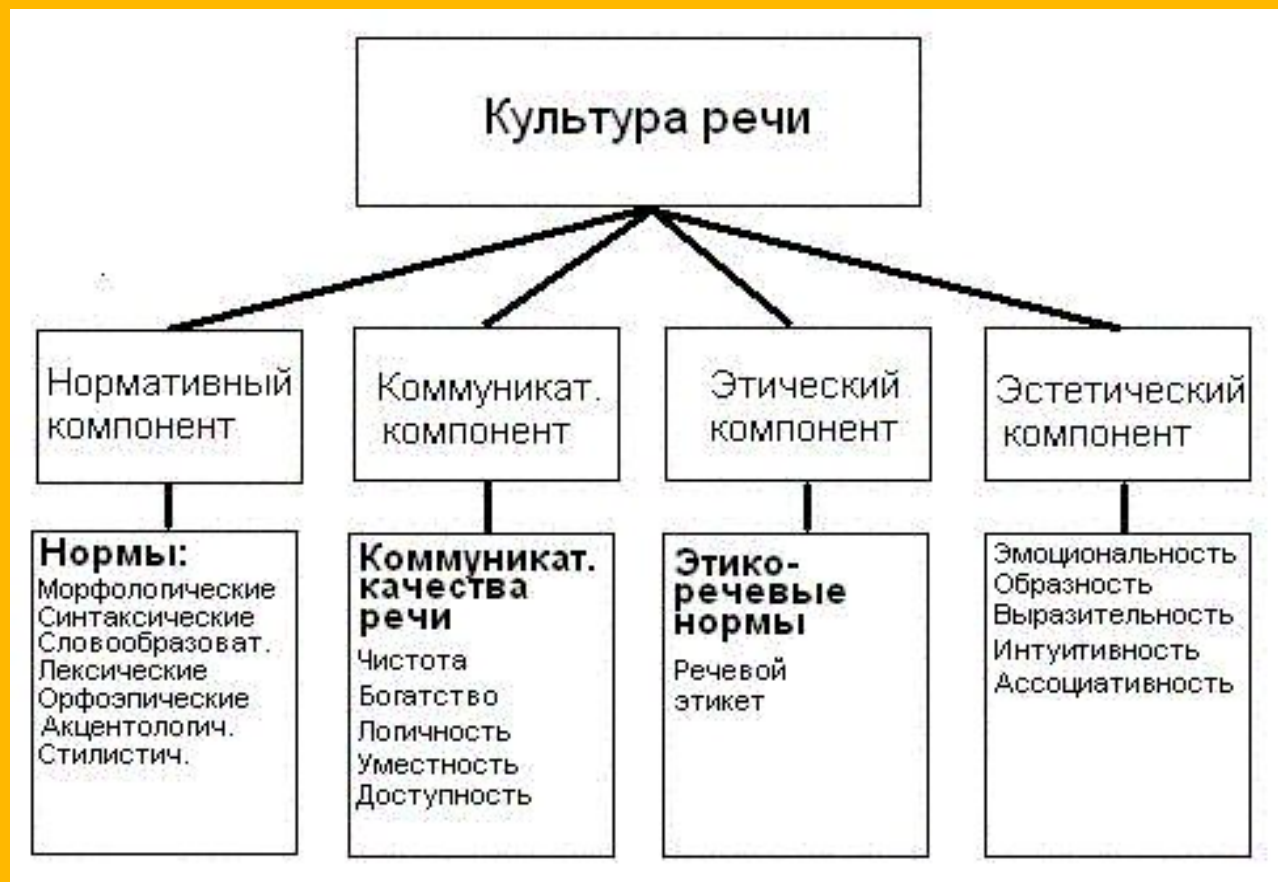 Культура речи
Нормативный
компонент
Коммуникат.
компонент
Этический
компонент
Эстетический
компонент
Нормы:
Морфологические
Синтаксические
Словообразоват.
Лексические
Орфоэпические
Акцентологич.
Стилистич.
Коммуникат.
качества
речи
Чистота
Богатство
Логичность
Уместность
Доступность
Этико-
речевые
нормы
Речевой
этикет
Эмоциональность
Образность
Выразительность
Интуитивность
Ассоциативность